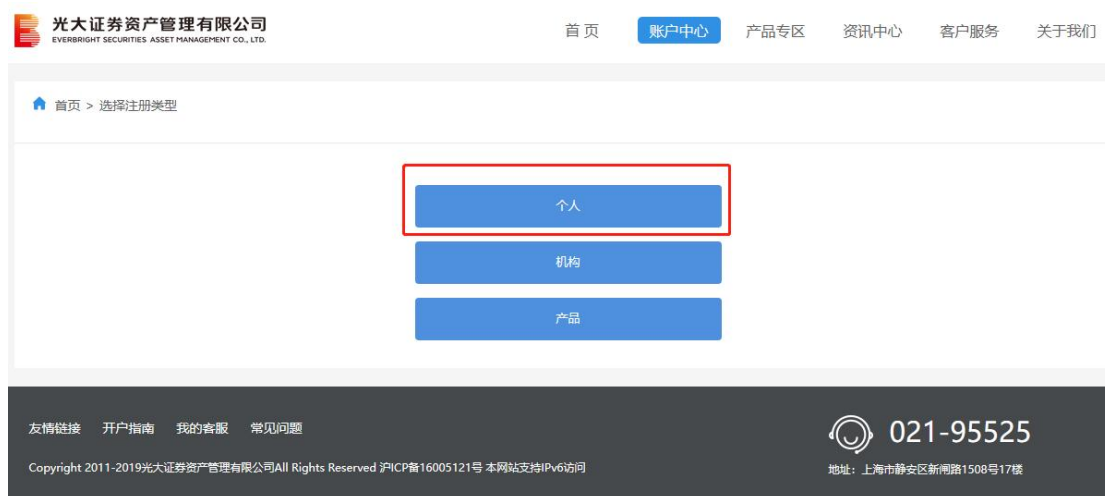 光大证券资产管理有限公司
EVERBRIGHT SECURITIES ASSET MANAGEMENT CO., LTD.
首页 账户中心 产品专区 资讯中心 客户服务 关于我们
首页 > 选择注册类型
个人
机构
产品
友情链接 开户指南 我的客服 常见问题
021-95525
Copyright 2011-2019光大证券资产管理有限公司All Rights Reserved 沪ICP备16005121号 本网站支持IPv6访问
地址：上海市静安区新闸路1508号17楼